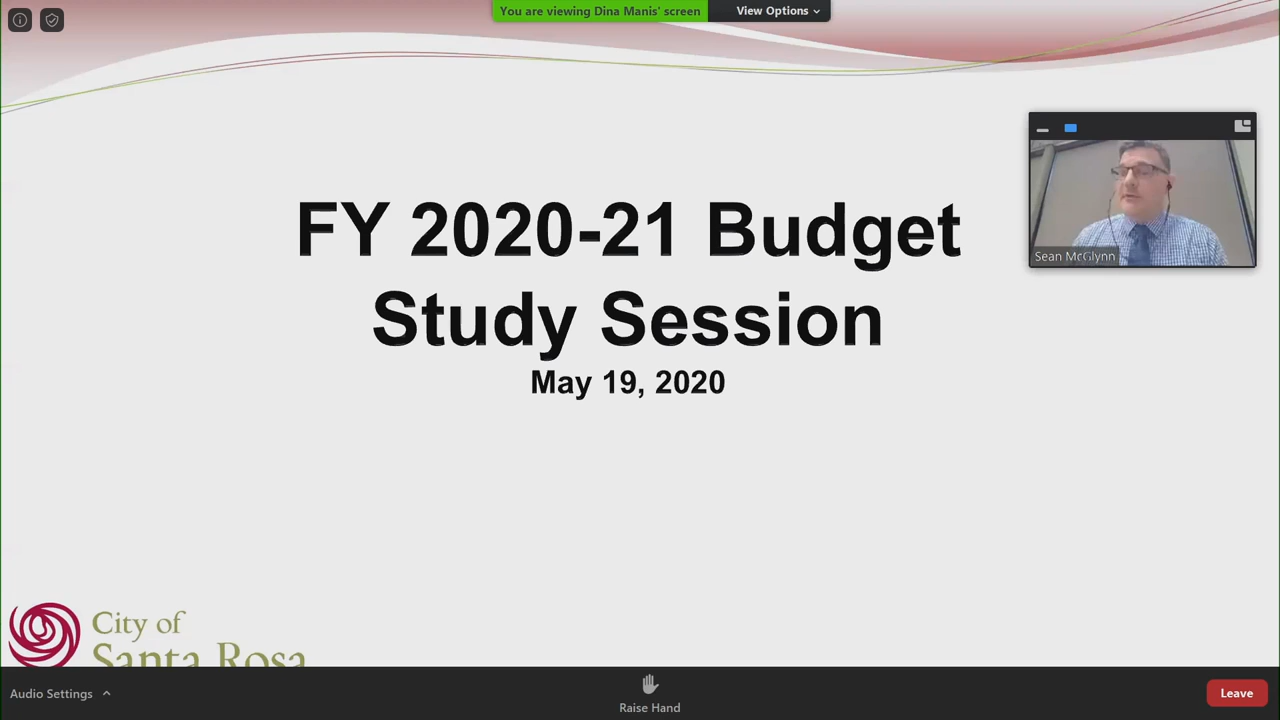 You are viewing Dina Manis' screen
View Options
FY 2020-21 Budget
Study Session
May 19, 2020
Sean McGlynn
City of
Santa Rosa
Audio Settings
Raise Hand
Leave